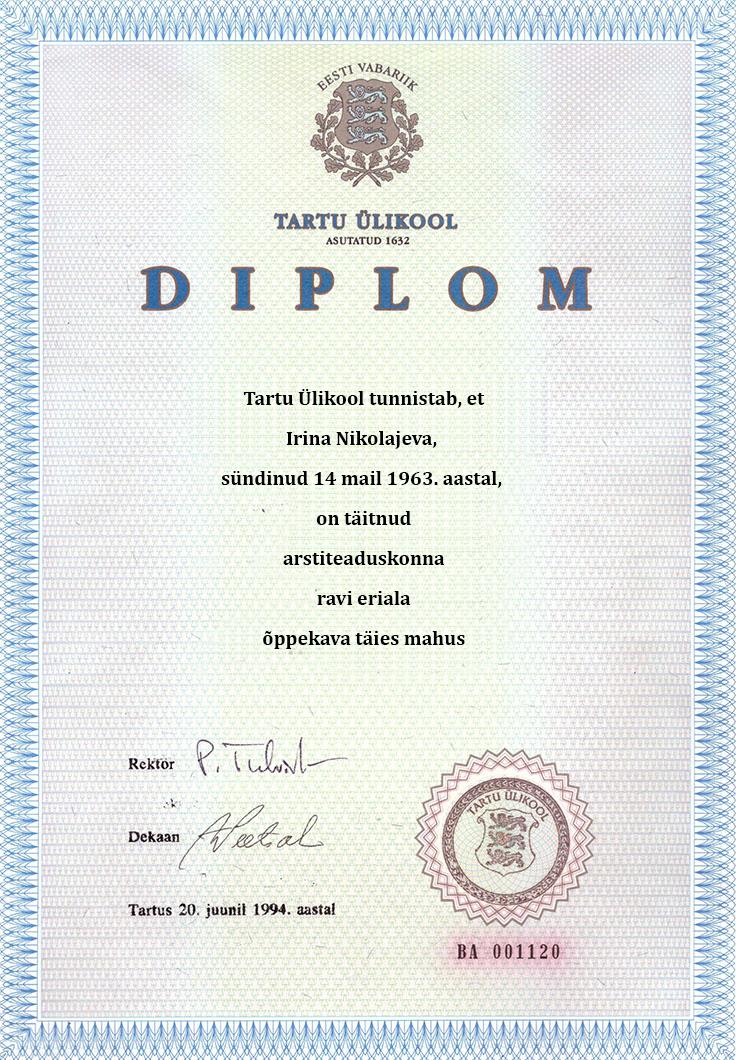 EESTI VABARIIK
TARTU ÜLIKOOL
ASUTATUD 1632
DIPLOM
Tartu Ülikool tunnistab, et
Irina Nikolajeva,
sündinud 14 mail 1963. aastal,
on täitnud
arstiteaduskonna
ravi eriala
õppekava täies mahus
Rektor P. Tulviste
Dekaan
Tartus 20. juunil 1994. aastal
TARTU ÜLIKOOL
BA 001120